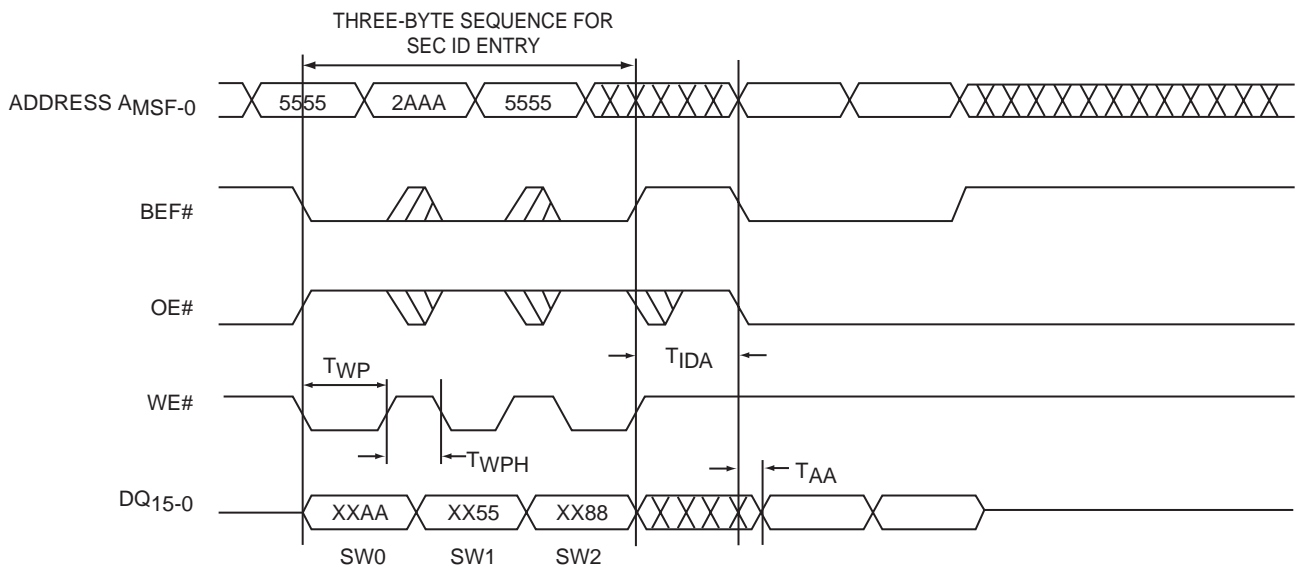 THREE-BYTE SEQUENCE FOR
SEC ID ENTRY
ADDRESS AMSF-0
5555 2AAA 5555
BEF#
OE#
TIDA
TWP
WE#
TWPH
TAA
DQ15-0
XXAA XX55 XX88
SW0 SW1 SW2